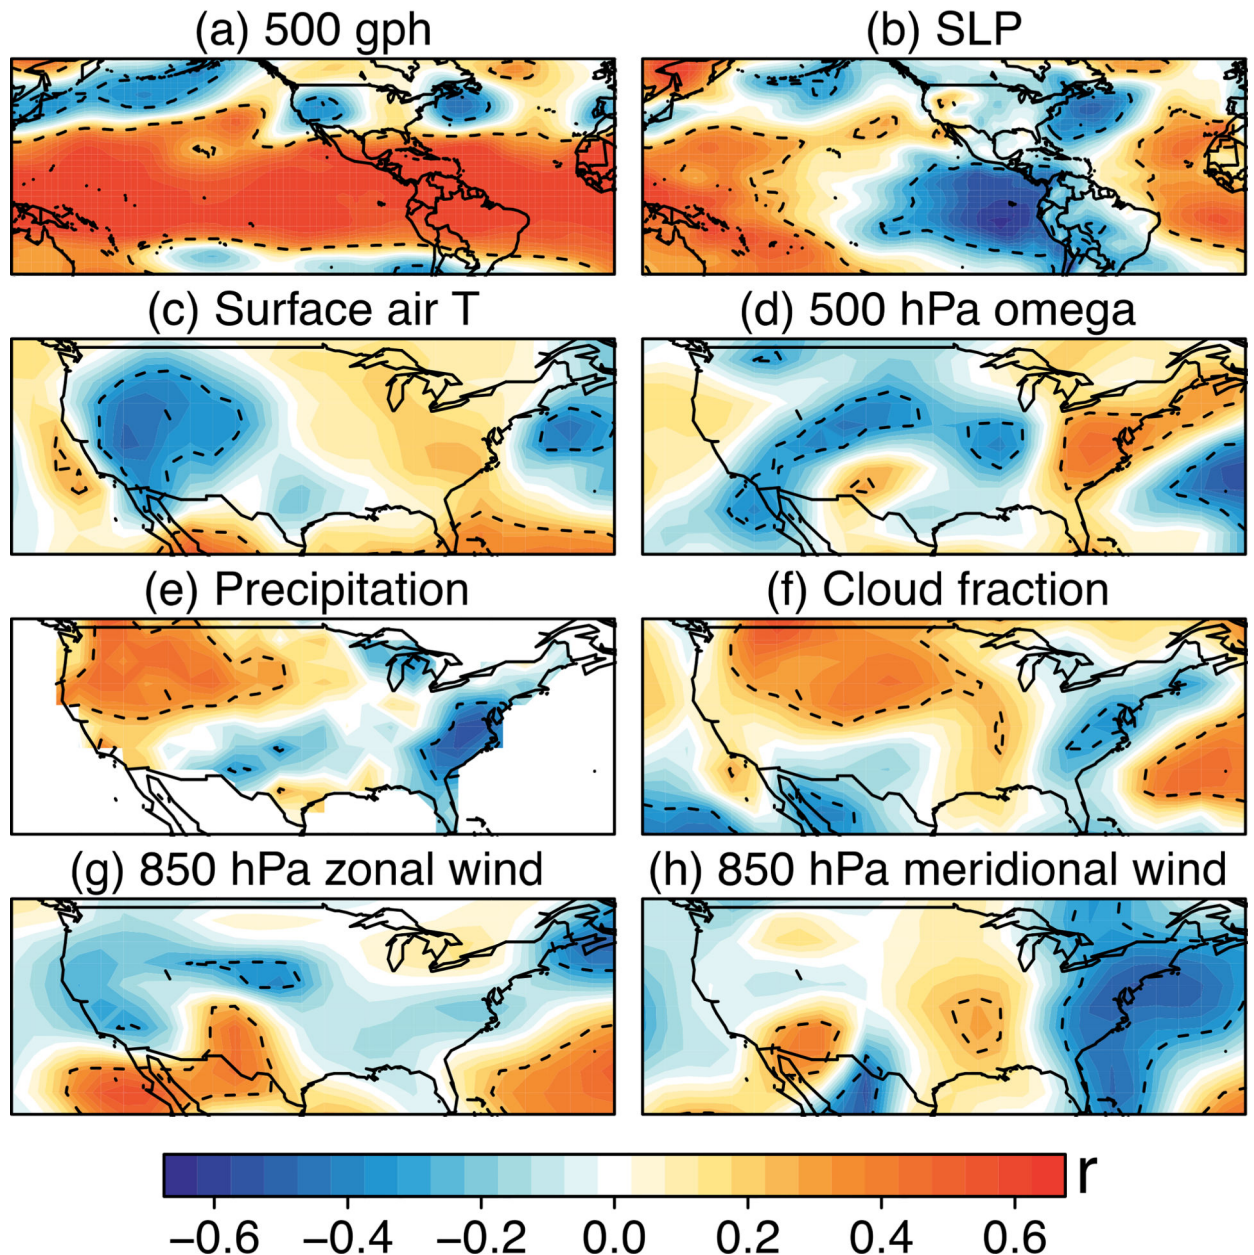 (a) 500 gph
(b) SLP
(c) Surface air T
(d) 500 hPa omega
(e) Precipitation
(f) Cloud fraction
(g) 850 hPa zonal wind
(h) 850 hPa meridional wind
r
−0.6 −0.4 −0.2 0.0 0.2 0.4 0.6